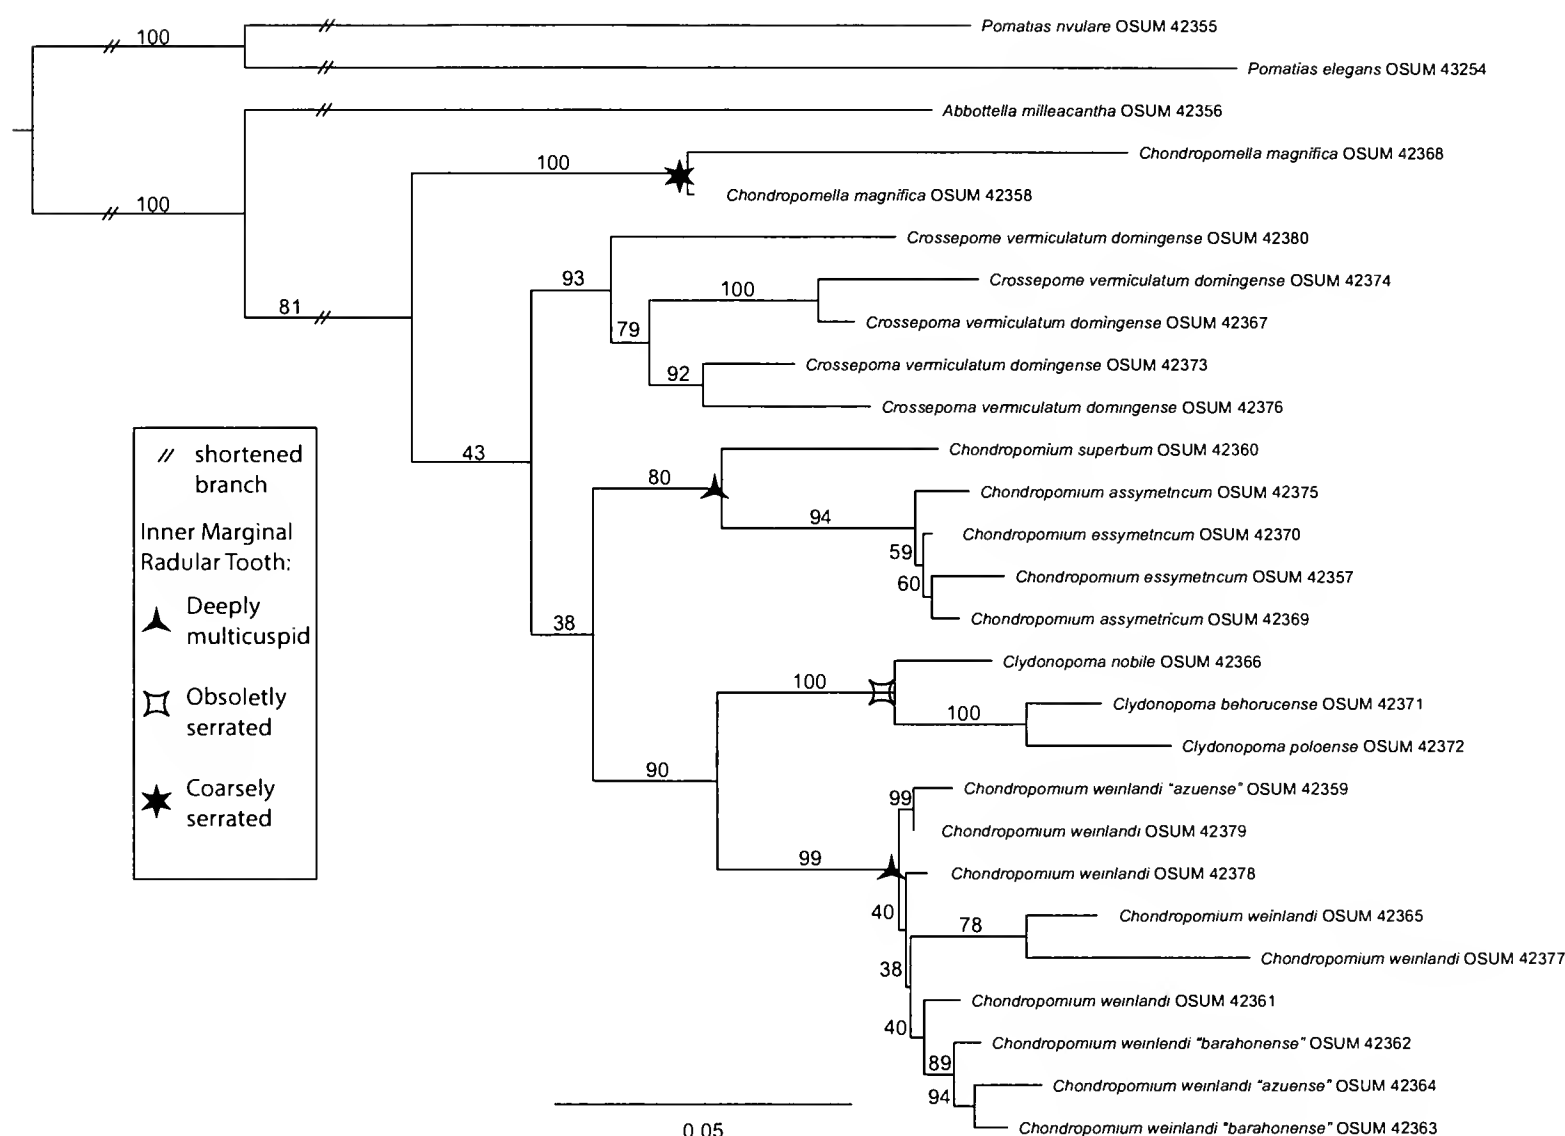 100
Pomatias nvulare OSUM 42355
Pomatias elegans OSUM 43254
Abbottella milleacantha OSUM 42356
100
Chondropomella magnifica OSUM 42368
100
Chondropomella magnifica OSUM 42358
Crossepome vermiculatum domingense OSUM 42380
93
Crossepome vermiculatum domingense OSUM 42374
100
81
Crossepoma vermiculatum domingense OSUM 42367
79
Crossepoma vermiculatum domingense OSUM 42373
92
Crossepoma vermiculatum domingense OSUM 42376
43
Chondropomium superbum OSUM 42360
80
Chondropomium assymetncum OSUM 42375
94
Chondropomium essymetncum OSUM 42370
59
Chondropomium essymetncum OSUM 42357
60
Chondropomium assymetricum OSUM 42369
38
Clydonopoma nobile OSUM 42366
100
Clydonopoma behorucense OSUM 42371
100
Clydonopoma poloense OSUM 42372
90
Chondropomium weinlandi "azuense" OSUM 42359
99
Chondropomium weinlandi OSUM 42379
99
Chondropomium weinlandi OSUM 42378
40
Chondropomium weinlandi OSUM 42365
78
Chondropomium weinlandi OSUM 42377
38
Chondropomium weinlandi OSUM 42361
40
Chondropomium weinlendi "barahonense" OSUM 42362
89
Chondropomium weinlandi "azuense" OSUM 42364
94
Chondropomium weinlandi "barahonense" OSUM 42363
0.05
// shortened
branch
Inner Marginal
Radular Tooth:
Deeply
multicuspid
Obsoletly
serrated
Coarsely
serrated